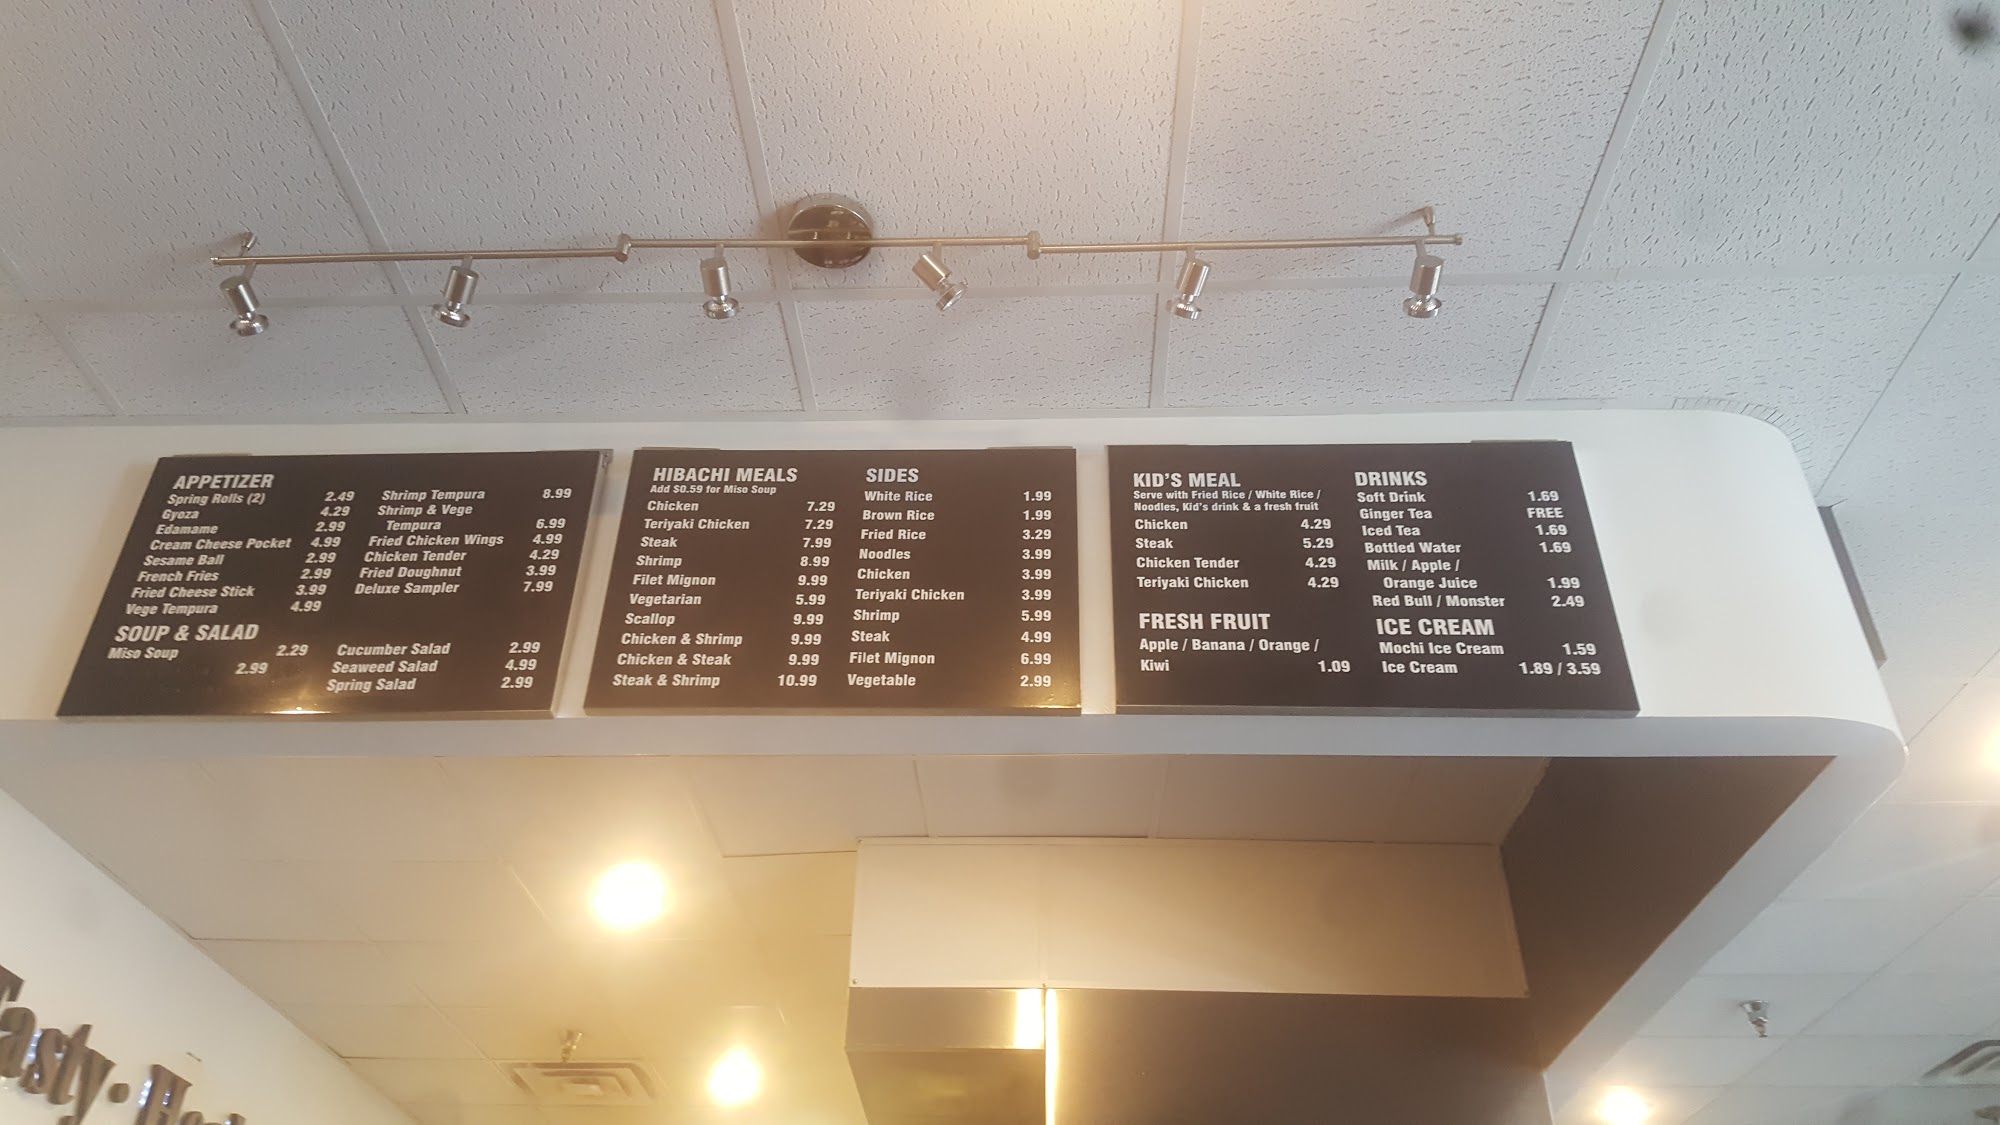 APPETIZER
Spring Rolls (2) 2.49
Gyoza 4.29
Edamame 2.99
Cream Cheese Pocket 4.99
Sesame Ball 2.99
French Fries 2.99
Fried Cheese Stick 3.99
Vege Tempura 4.99
Shrimp Tempura 8.99
Shrimp & Vege
Tempura 6.99
Fried Chicken Wings 4.99
Chicken Tender 4.29
Fried Doughnut 3.99
Deluxe Sampler 7.99
SOUP & SALAD
Miso Soup 2.29
2.99
Cucumber Salad 2.99
Seaweed Salad 4.99
Spring Salad 2.99
HIBACHI MEALS
Add $0.59 for Miso Soup
Chicken 7.29
Teriyaki Chicken 7.29
Steak 7.99
Shrimp 8.99
Filet Mignon 9.99
Vegetarian 5.99
Scallop 9.99
Chicken & Shrimp 9.99
Chicken & Steak 9.99
Steak & Shrimp 10.99
SIDES
White Rice 1.99
Brown Rice 1.99
Fried Rice 3.29
Noodles 3.99
Chicken 3.99
Teriyaki Chicken 3.99
Shrimp 5.99
Steak 4.99
Filet Mignon 6.99
Vegetable 2.99
KID'S MEAL
Serve with Fried Rice / White Rice /
Noodles, Kid's drink & a fresh fruit
Chicken 4.29
Steak 5.29
Chicken Tender 4.29
Teriyaki Chicken 4.29
FRESH FRUIT
Apple / Banana / Orange /
Kiwi 1.09
DRINKS
Soft Drink 1.69
Ginger Tea FREE
Iced Tea 1.69
Bottled Water 1.69
Milk / Apple /
Orange Juice 1.99
Red Bull / Monster 2.49
ICE CREAM
Mochi Ice Cream 1.59
Ice Cream 1.89 / 3.59
Tasty ·